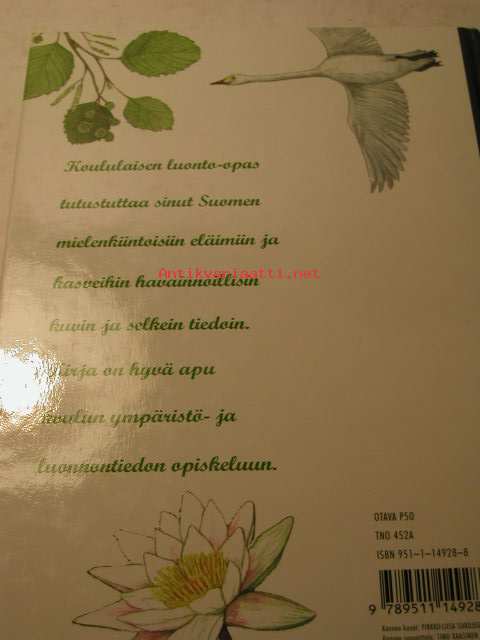 Koululaisen luonto-opas
tutustuttaa sinut Suomen
mielenkiintoisiin eläimiin ja
Antikvariaatti.net
kasveihin havainnollisin
kuvin ja selkein tiedoin.
Kirja on hyvä apu
koulun ympäristö- ja
luonnontiedon opiskeluun.
OTAVA P50
TNO 452A
ISBN 951-1-14928-8
9 789511 14928
Kannen kuvat: